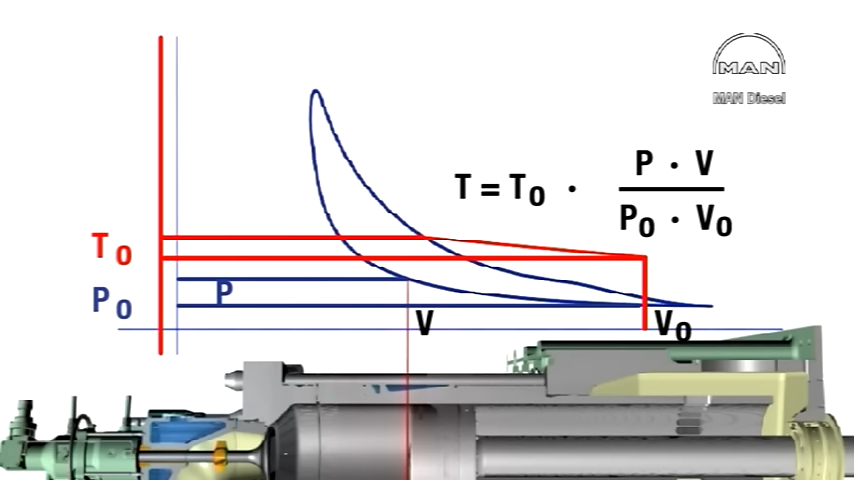 MAN
MAN Diesel
T = T0 · P · V
P0 · V0
T0
P0
P
V
V0